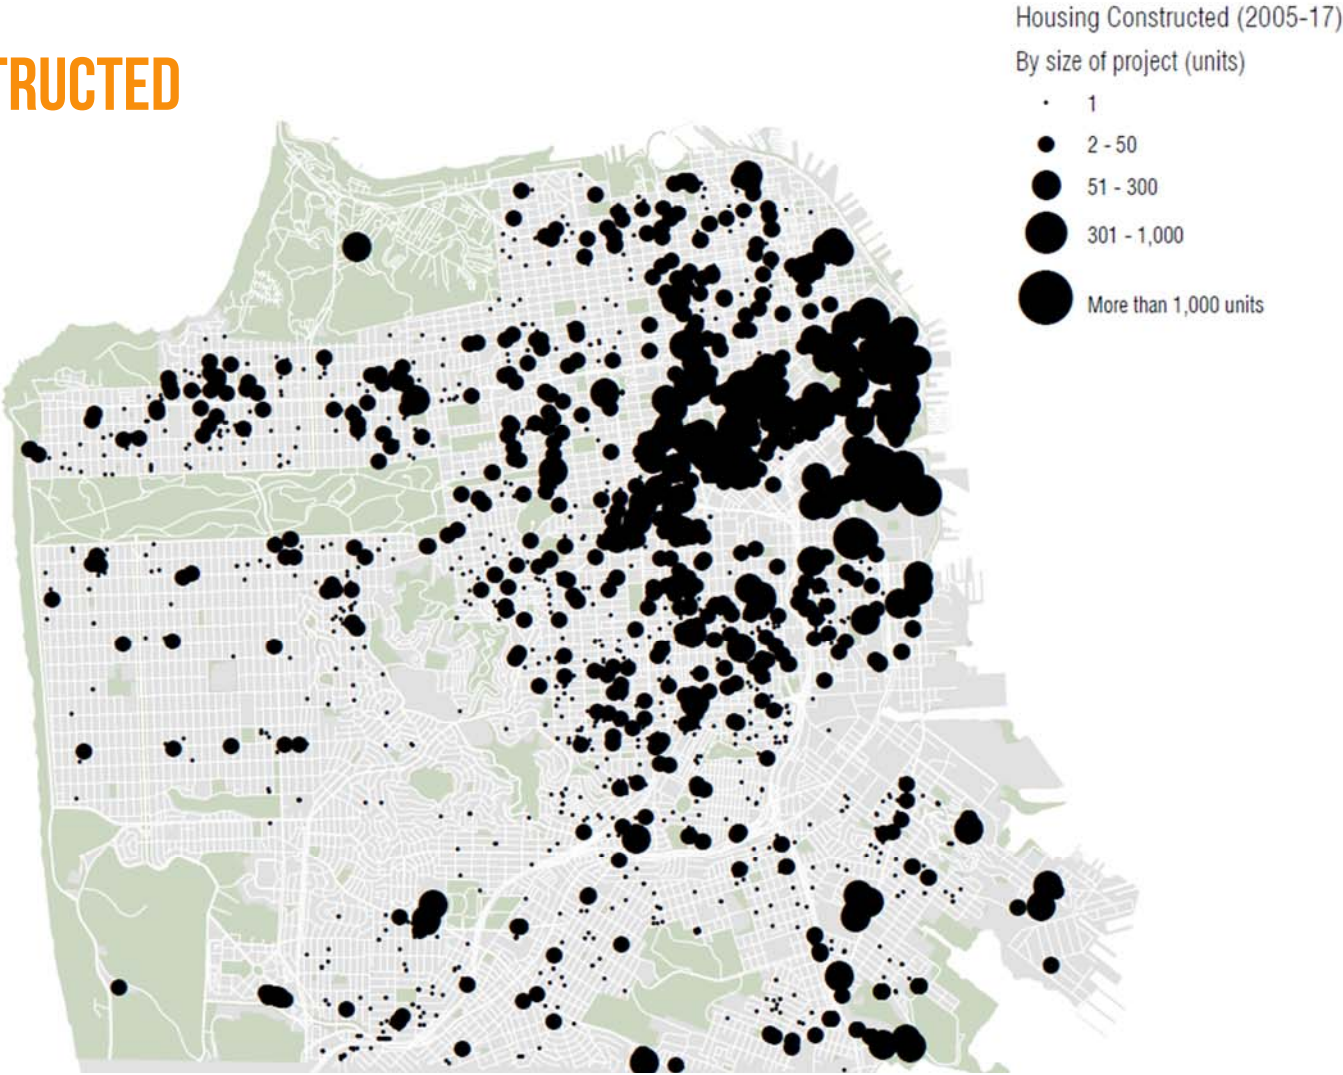 TRUCTED
Housing Constructed (2005-17)
By size of project (units)
1
2 - 50
51 - 300
301 - 1,000
More than 1,000 units